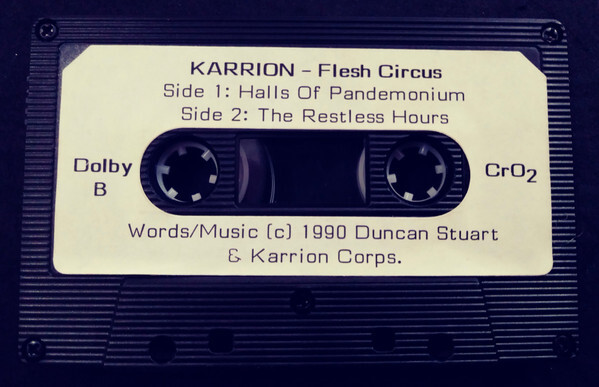 KARRION - Flesh Circus
Side 1: Halls Of Pandemonium
Side 2: The Restless Hours
Dolby B
CrO2
Words/Music (c) 1990 Duncan Stuart
& Karrion Corps.